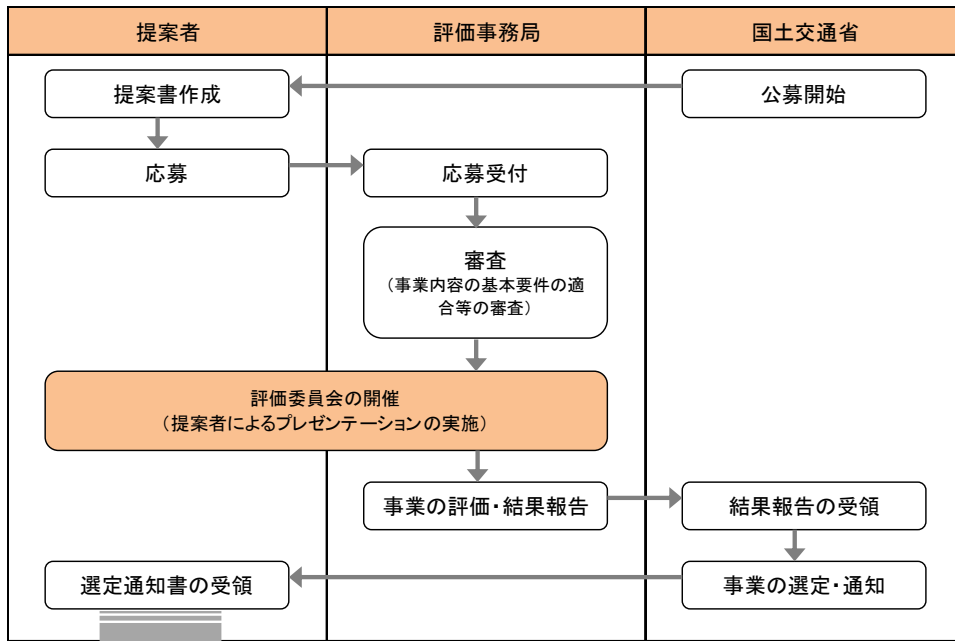 提案者
評価事務局
国土交通省
提案書作成
公募開始
応募
応募受付
審査
（事業内容の基本要件の適
合等の審査）
評価委員会の開催
（提案者によるプレゼンテーションの実施）
事業の評価・結果報告
結果報告の受領
選定通知書の受領
事業の選定・通知